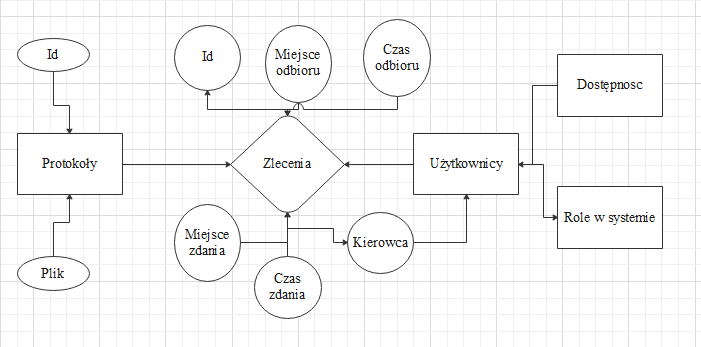 Id
Id
Miejsce
odbioru
Czas
odbioru
Dostępnosc
Protokoły
Zlecenia
Użytkownicy
Role w systemie
Miejsce
zdania
Kierowca
Plik
Czas
zdania